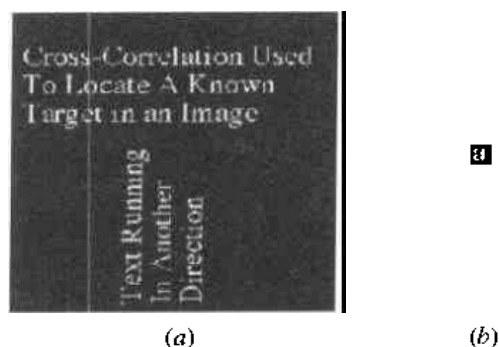 Cross-Correlation Used
To Locate A Known
Target in an Image
Text Running
In Another
Direction
a
(a)
(b)